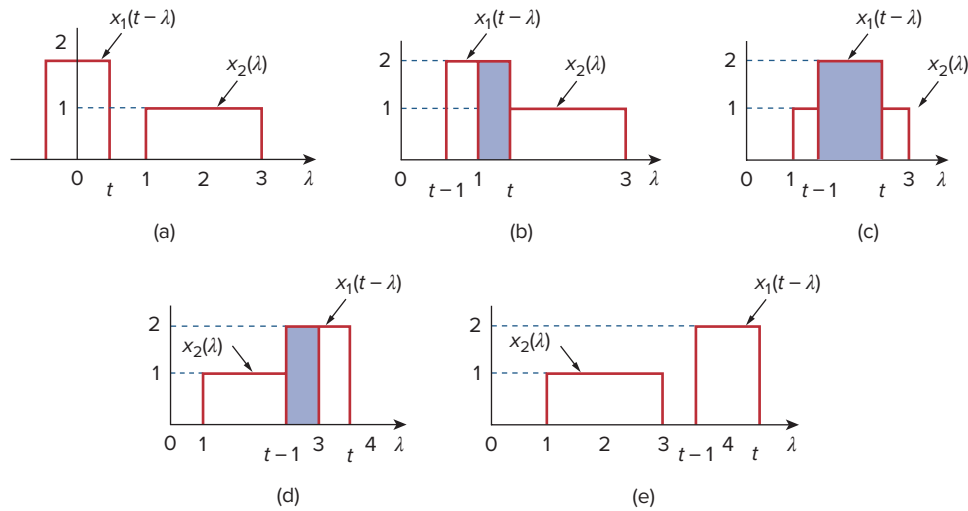 x₁(t − λ)
2
x₂(λ)
1
0 t 1 2 3 λ
(a)
x₁(t − λ)
2
x₂(λ)
1
0 t − 1 1 t 3 λ
(b)
x₁(t − λ)
2
x₂(λ)
1
0 1 t − 1 t 3 λ
(c)
x₁(t − λ)
2
x₂(λ)
1
0 1 t − 1 3 t 4 λ
(d)
x₁(t − λ)
2
x₂(λ)
1
0 1 2 3 t − 1 4 t λ
(e)